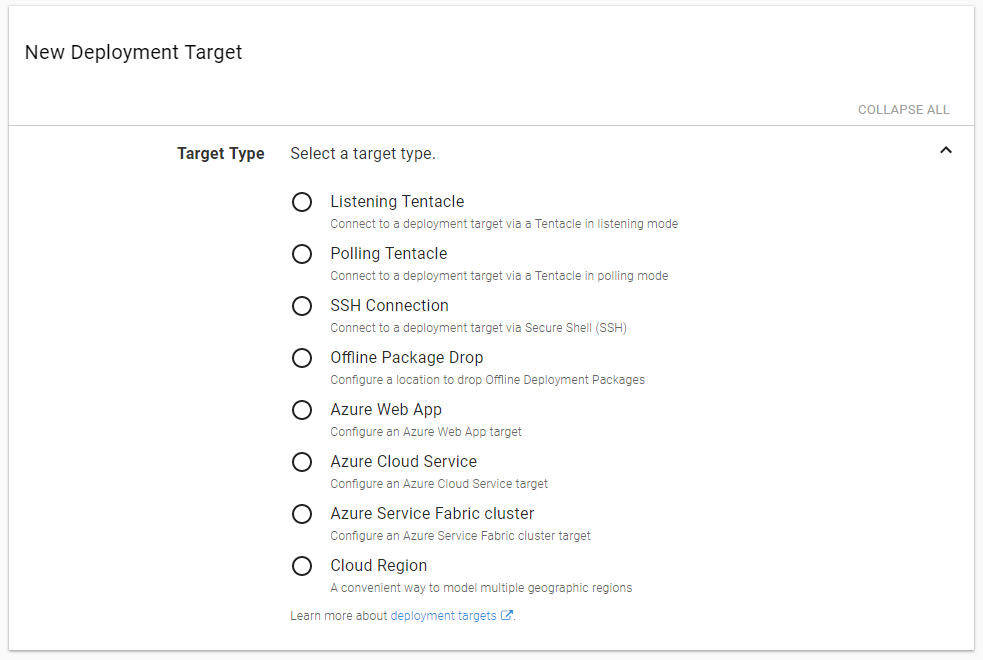 New Deployment Target
COLLAPSE ALL
Target Type Select a target type.
Listening Tentacle
Connect to a deployment target via a Tentacle in listening mode
Polling Tentacle
Connect to a deployment target via a Tentacle in polling mode
SSH Connection
Connect to a deployment target via Secure Shell (SSH)
Offline Package Drop
Configure a location to drop Offline Deployment Packages
Azure Web App
Configure an Azure Web App target
Azure Cloud Service
Configure an Azure Cloud Service target
Azure Service Fabric cluster
Configure an Azure Service Fabric cluster target
Cloud Region
A convenient way to model multiple geographic regions
Learn more about deployment targets.